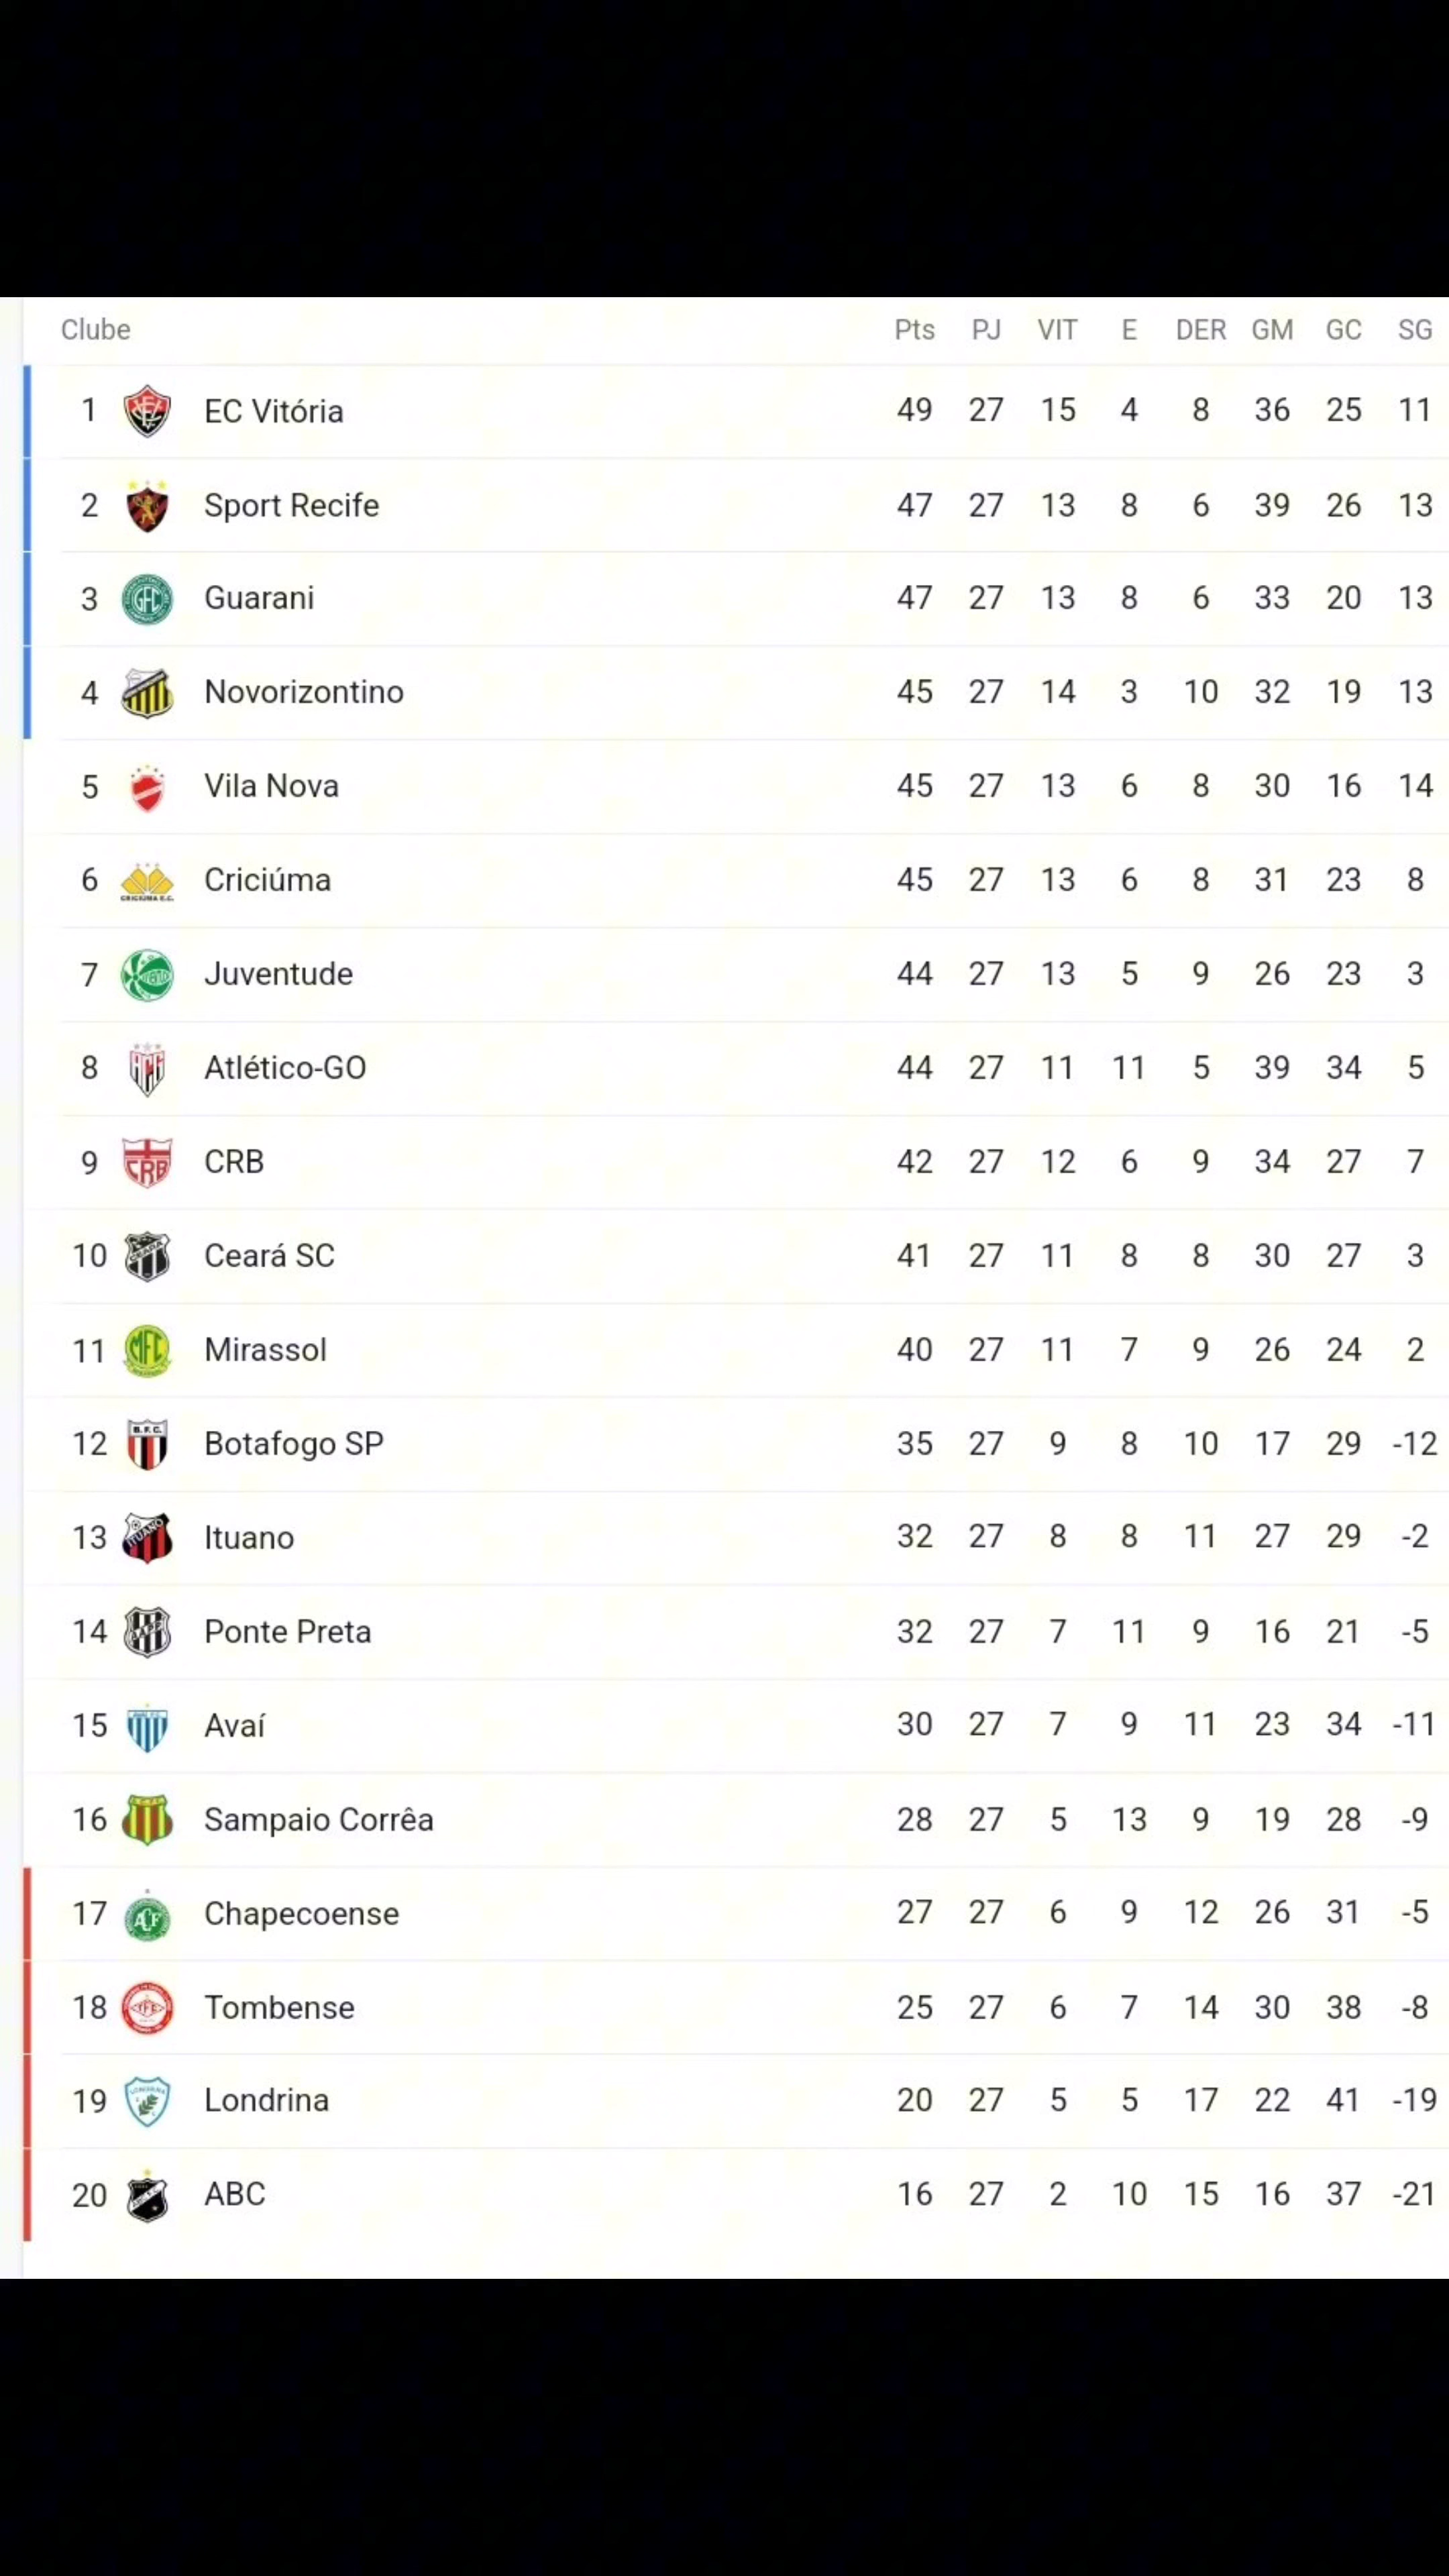 Clube Pts PJ VIT E DER GM GC SG
1 EC Vitória 49 27 15 4 8 36 25 11
2 Sport Recife 47 27 13 8 6 39 26 13
3 GFC Guarani 47 27 13 8 6 33 20 13
4 Novorizontino 45 27 14 3 10 32 19 13
5 Vila Nova 45 27 13 6 8 30 16 14
6 CRICIÚMA E.C. Criciúma 45 27 13 6 8 31 23 8
7 Juventude 44 27 13 5 9 26 23 3
8 Atlético-GO 44 27 11 11 5 39 34 5
9 CRB CRB 42 27 12 6 9 34 27 7
10 CEARÁ Ceará SC 41 27 11 8 8 30 27 3
11 MFC Mirassol 40 27 11 7 9 26 24 2
12 B.F.C. Botafogo SP 35 27 9 8 10 17 29 -12
13 ITUANO Ituano 32 27 8 8 11 27 29 -2
14 Ponte Preta 32 27 7 11 9 16 21 -5
15 Avaí 30 27 7 9 11 23 34 -11
16 Sampaio Corrêa 28 27 5 13 9 19 28 -9
17 ACF Chapecoense 27 27 6 9 12 26 31 -5
18 TFC Tombense 25 27 6 7 14 30 38 -8
19 LONDRINA Londrina 20 27 5 5 17 22 41 -19
20 ABC 16 27 2 10 15 16 37 -21